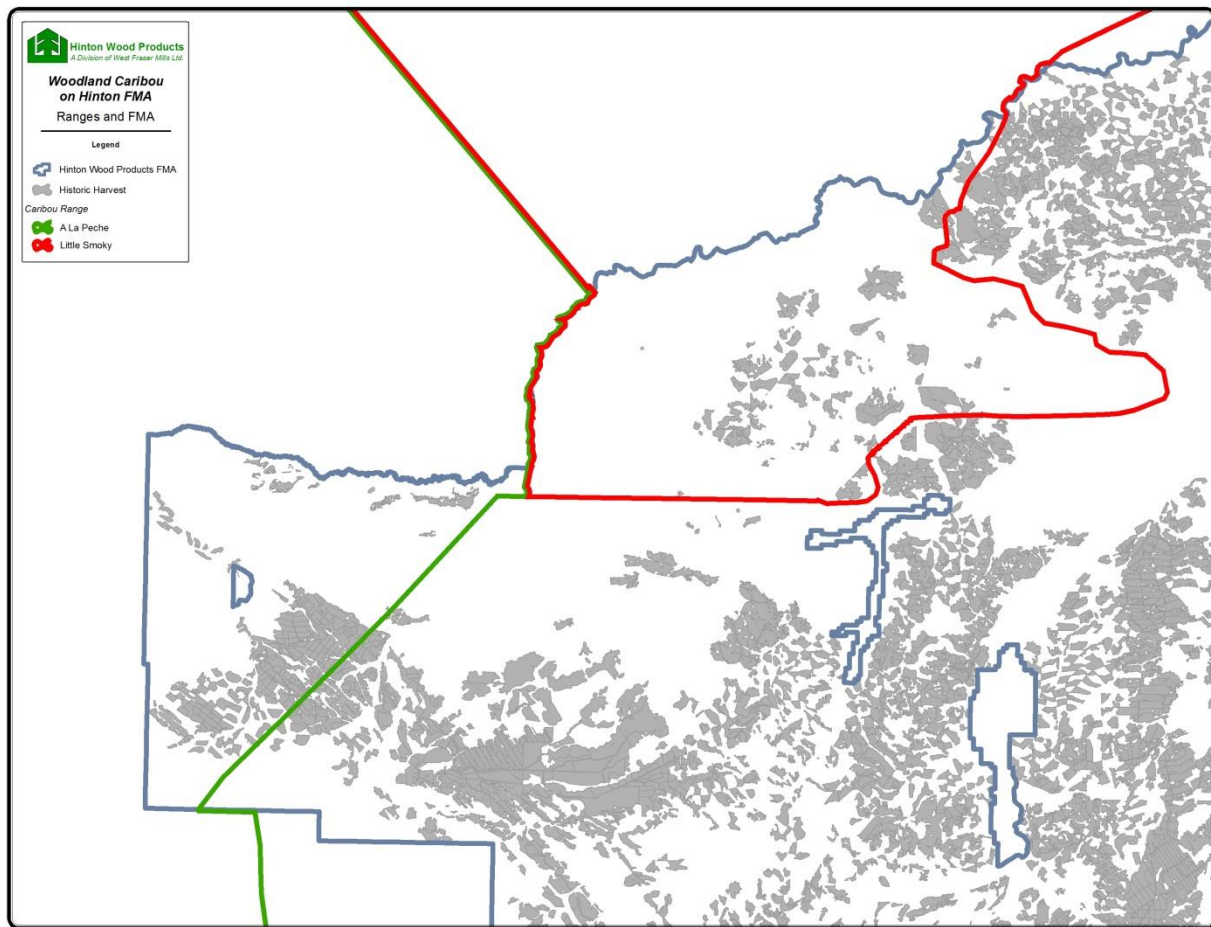 Hinton Wood Products
A Division of West Fraser Mills Ltd.
Woodland Caribou
on Hinton FMA
Ranges and FMA
Legend
Hinton Wood Products FMA
Historic Harvest
Caribou Range
A La Peche
Little Smoky